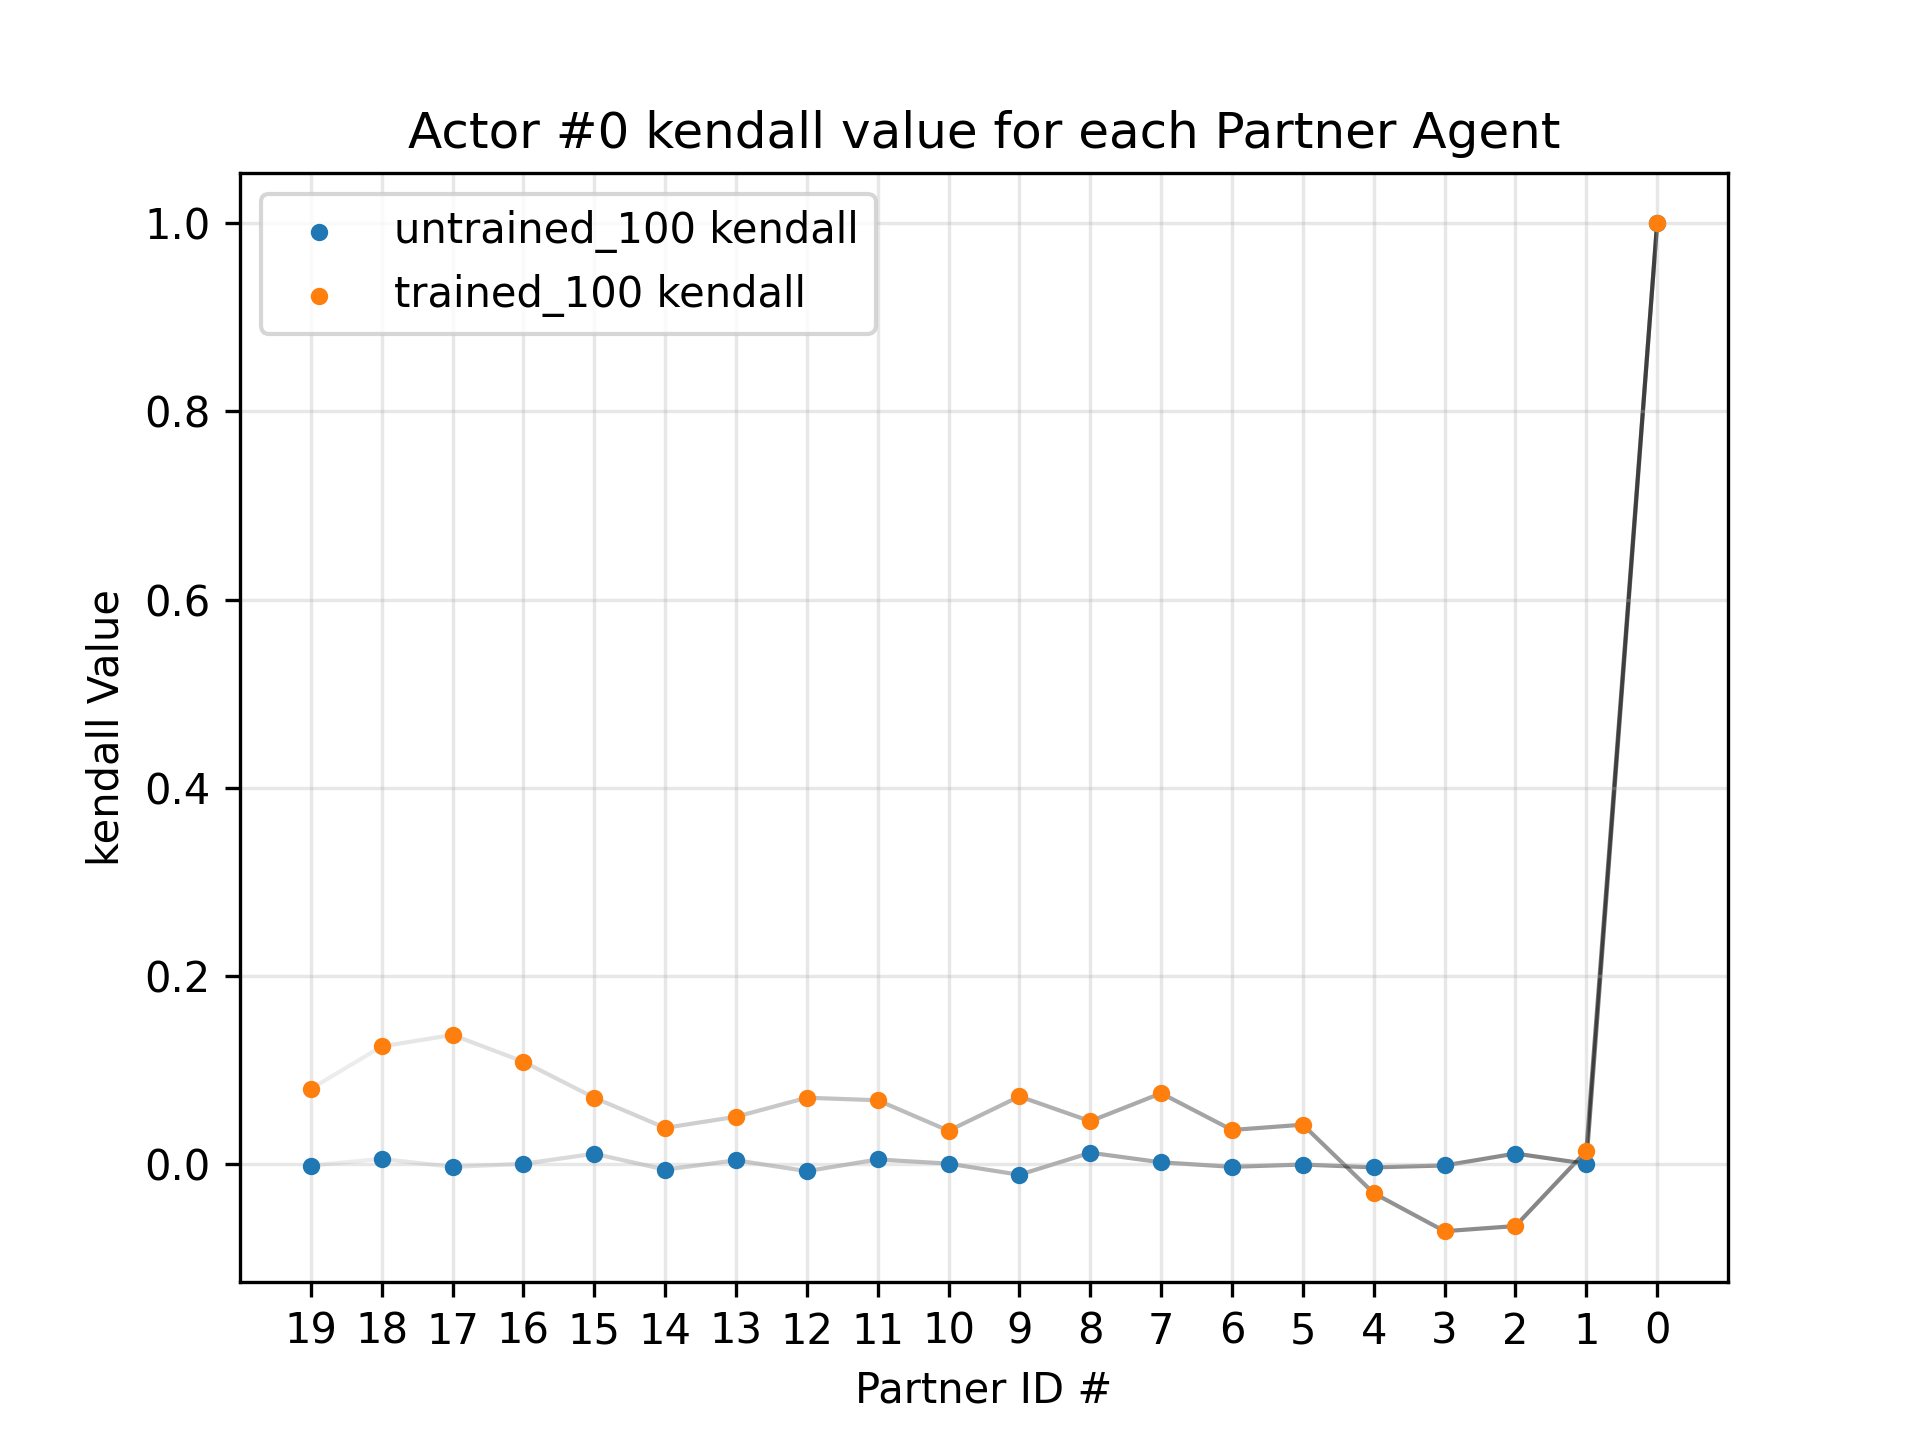 Actor #0 kendall value for each Partner Agent
untrained_100 kendall
trained_100 kendall
1.0
0.8
0.6
0.4
0.2
0.0
kendall Value
19 18 17 16 15 14 13 12 11 10 9 8 7 6 5 4 3 2 1 0
Partner ID #